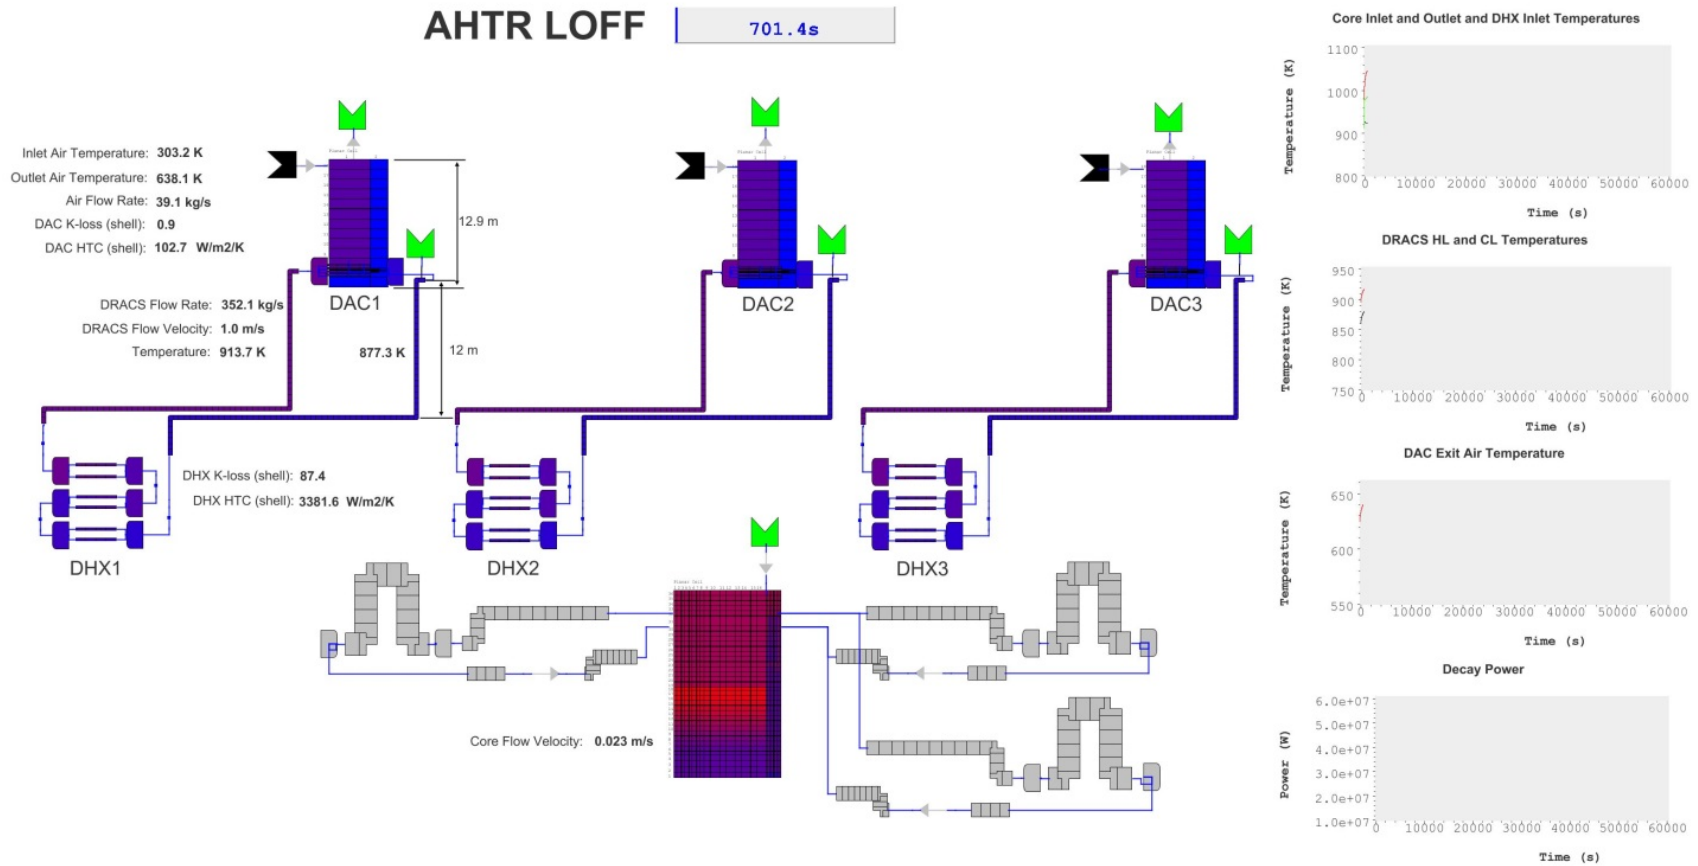 AHTR LOFF
701.4s
Inlet Air Temperature: 303.2 K
Outlet Air Temperature: 638.1 K
Air Flow Rate: 39.1 kg/s
DAC K-loss (shell): 0.9
DAC HTC (shell): 102.7 W/m2/K
12.9 m
DAC1
DAC2
DAC3
DRACS Flow Rate: 352.1 kg/s
DRACS Flow Velocity: 1.0 m/s
Temperature: 913.7 K
877.3 K
12 m
DHX K-loss (shell): 87.4
DHX HTC (shell): 3381.6 W/m2/K
DHX1
DHX2
DHX3
Core Flow Velocity: 0.023 m/s
Core Inlet and Outlet and DHX Inlet Temperatures
Temperature (K)
1100
1000
900
800
0 10000 20000 30000 40000 50000 60000
Time (s)
DRACS HL and CL Temperatures
Temperature (K)
950
900
850
800
750
0 10000 20000 30000 40000 50000 60000
Time (s)
DAC Exit Air Temperature
Temperature (K)
650
600
550
0 10000 20000 30000 40000 50000 60000
Time (s)
Decay Power
Power (W)
6.0e+07
5.0e+07
4.0e+07
3.0e+07
2.0e+07
1.0e+07
0 10000 20000 30000 40000 50000 60000
Time (s)